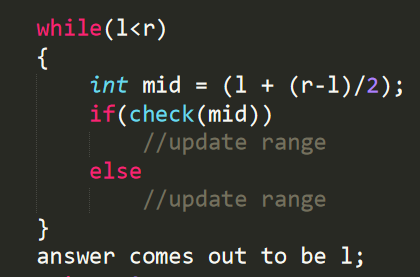 while(l<r)
{
int mid = (l + (r-l)/2);
if(check(mid))
//update range
else
//update range
}
answer comes out to be l;